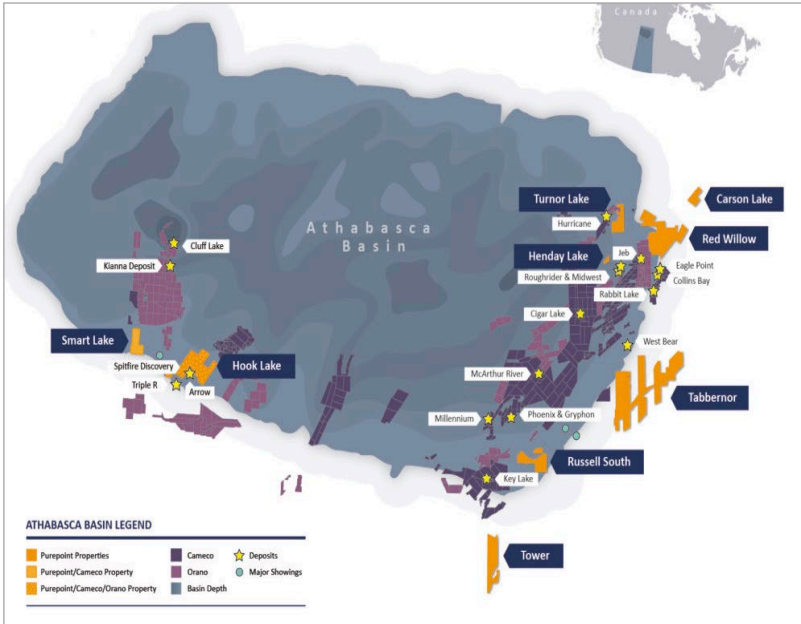 Canada
Athabasca
Basin
Turnor Lake
Carson Lake
Hurricane
Red Willow
Henday Lake
Jeb
Eagle Point
Roughrider & Midwest
Collins Bay
Rabbit Lake
Cluff Lake
Kianna Deposit
Cigar Lake
Smart Lake
West Bear
Spitfire Discovery
Hook Lake
McArthur River
Triple R
Arrow
Tabbernor
Millennium
Phoenix & Gryphon
Russell South
Key Lake
Tower
ATHABASCA BASIN LEGEND
Purepoint Properties
Cameco
Deposits
Purepoint/Cameco Property
Orano
Major Showings
Purepoint/Cameco/Orano Property
Basin Depth